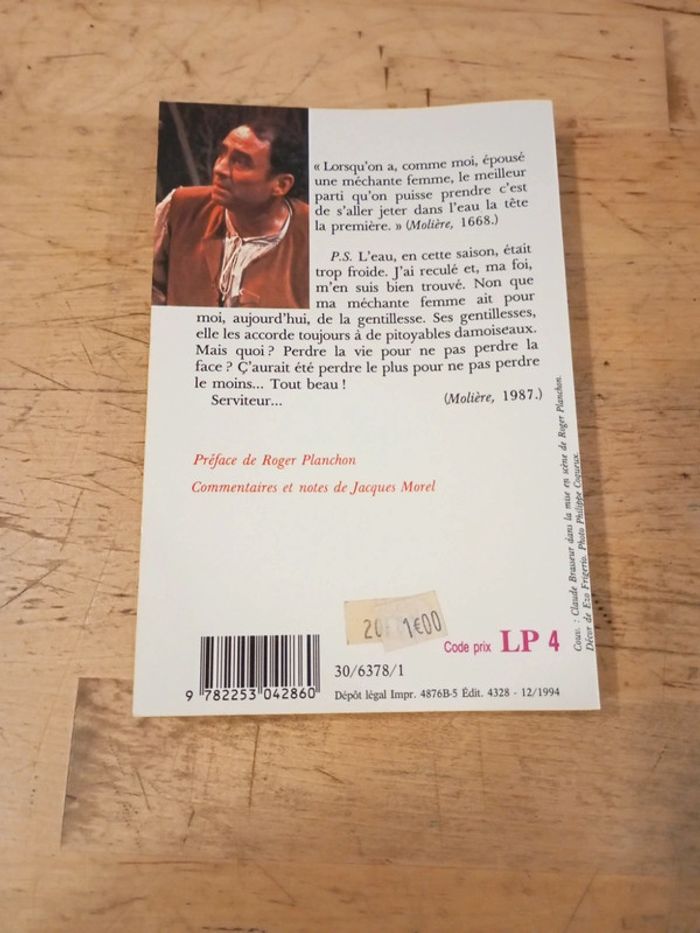 « Lorsqu'on a, comme moi, épousé
une méchante femme, le meilleur
parti qu'on puisse prendre c'est
de s'aller jeter dans l'eau la tête
la première. » (Molière, 1668.)
P.S. L'eau, en cette saison, était
trop froide. J'ai reculé et, ma foi,
m'en suis bien trouvé. Non que
ma méchante femme ait pour
moi, aujourd'hui, de la gentillesse. Ses gentillesses,
elle les accorde toujours à de pitoyables damoiseaux.
Mais quoi ? Perdre la vie pour ne pas perdre la
face ? Ç'aurait été perdre le plus pour ne pas perdre
le moins... Tout beau !
Serviteur... (Molière, 1987.)
Préface de Roger Planchon
Commentaires et notes de Jacques Morel
Couv. : Claude Brasseur dans la mise en scène de Roger Planchon.
Décor de Ezo Frigerio. Photo Philippe Coqueux.
20 1€00
Code prix LP 4
9 782253 042860
30/6378/1
Dépôt légal Impr. 4876B-5 Édit. 4328 - 12/1994